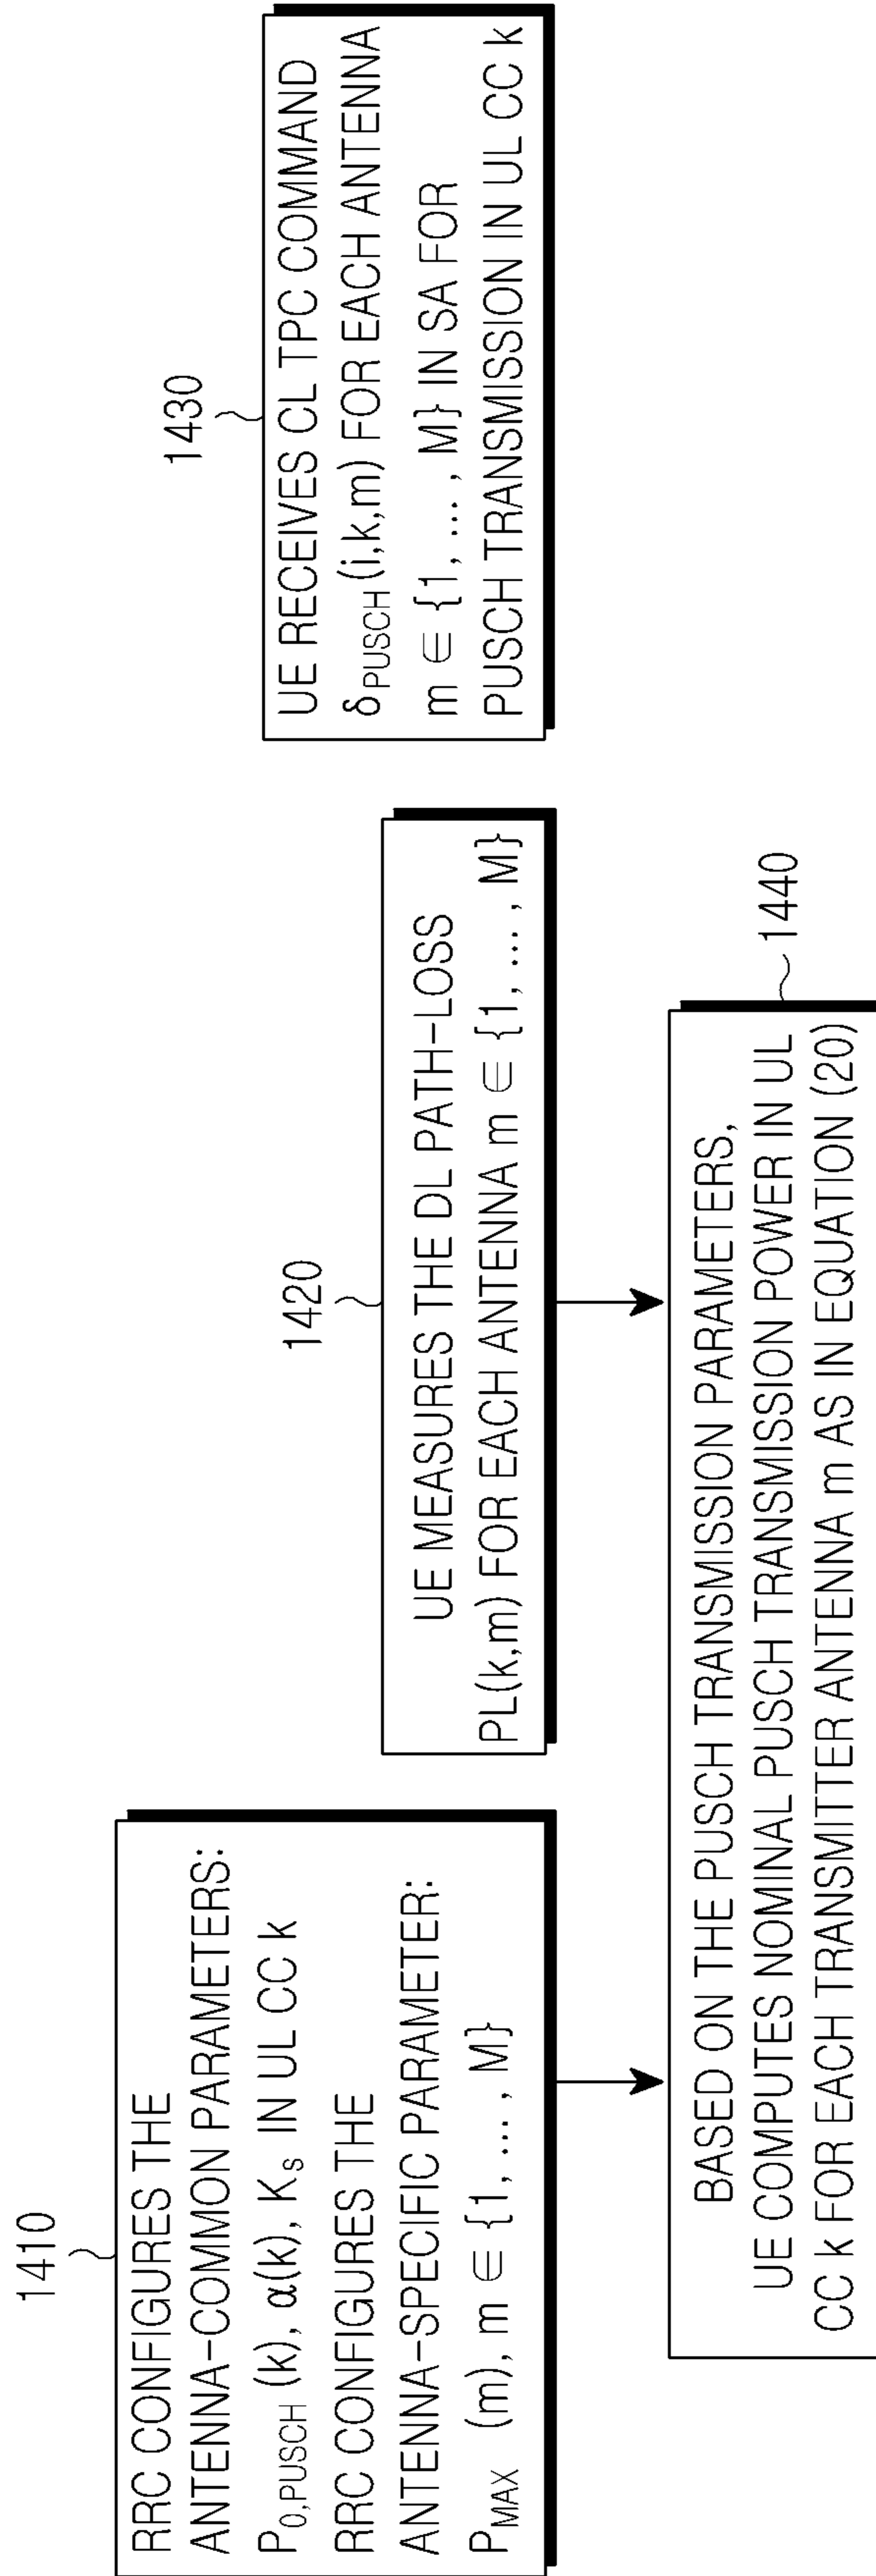 1410
RRC CONFIGURES THE
ANTENNA-COMMON PARAMETERS:
P0,PUSCH (k), α(k), Ks IN UL CC k
RRC CONFIGURES THE
ANTENNA-SPECIFIC PARAMETER:
PMAX (m), m ∈ {1, ... , M}
1420
UE MEASURES THE DL PATH-LOSS
PL(k,m) FOR EACH ANTENNA m ∈ {1, ... , M}
1430
UE RECEIVES CL TPC COMMAND
δPUSCH (i,k,m) FOR EACH ANTENNA
m ∈ {1, ... , M} IN SA FOR
PUSCH TRANSMISSION IN UL CC k
1440
BASED ON THE PUSCH TRANSMISSION PARAMETERS,
UE COMPUTES NOMINAL PUSCH TRANSMISSION POWER IN UL
CC k FOR EACH TRANSMITTER ANTENNA m AS IN EQUATION (20)